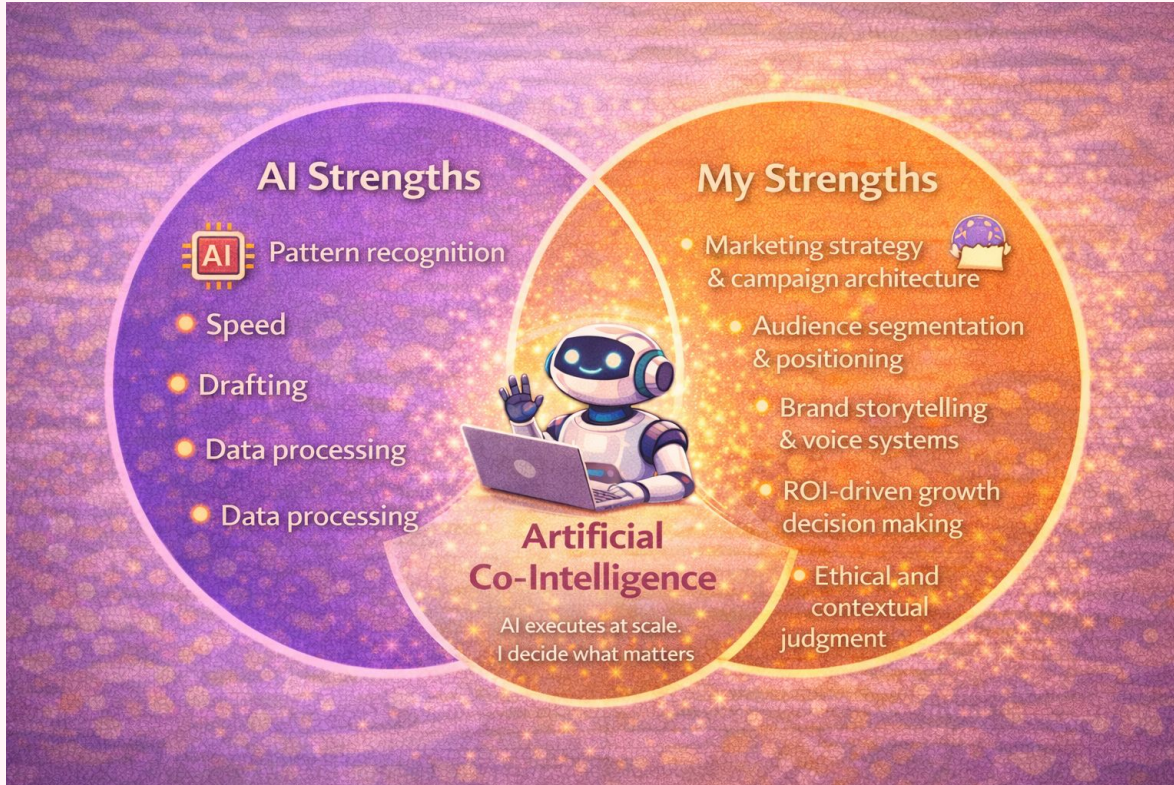 AI Strengths
AI
Pattern recognition
Speed
Drafting
Data processing
Data processing
My Strengths
Marketing strategy
& campaign architecture
Audience segmentation
& positioning
Brand storytelling
& voice systems
ROI-driven growth
decision making
Ethical and
contextual
judgment
Artificial
Co-Intelligence
AI executes at scale.
I decide what matters